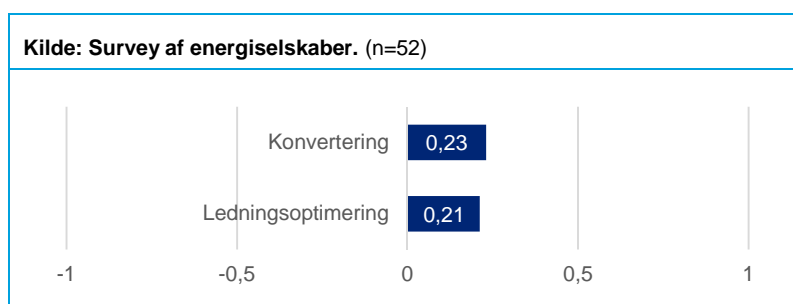 Kilde: Survey af energiselskaber. (n=52)
Konvertering 0,23
Ledningsoptimering 0,21
-1 -0,5 0 0,5 1